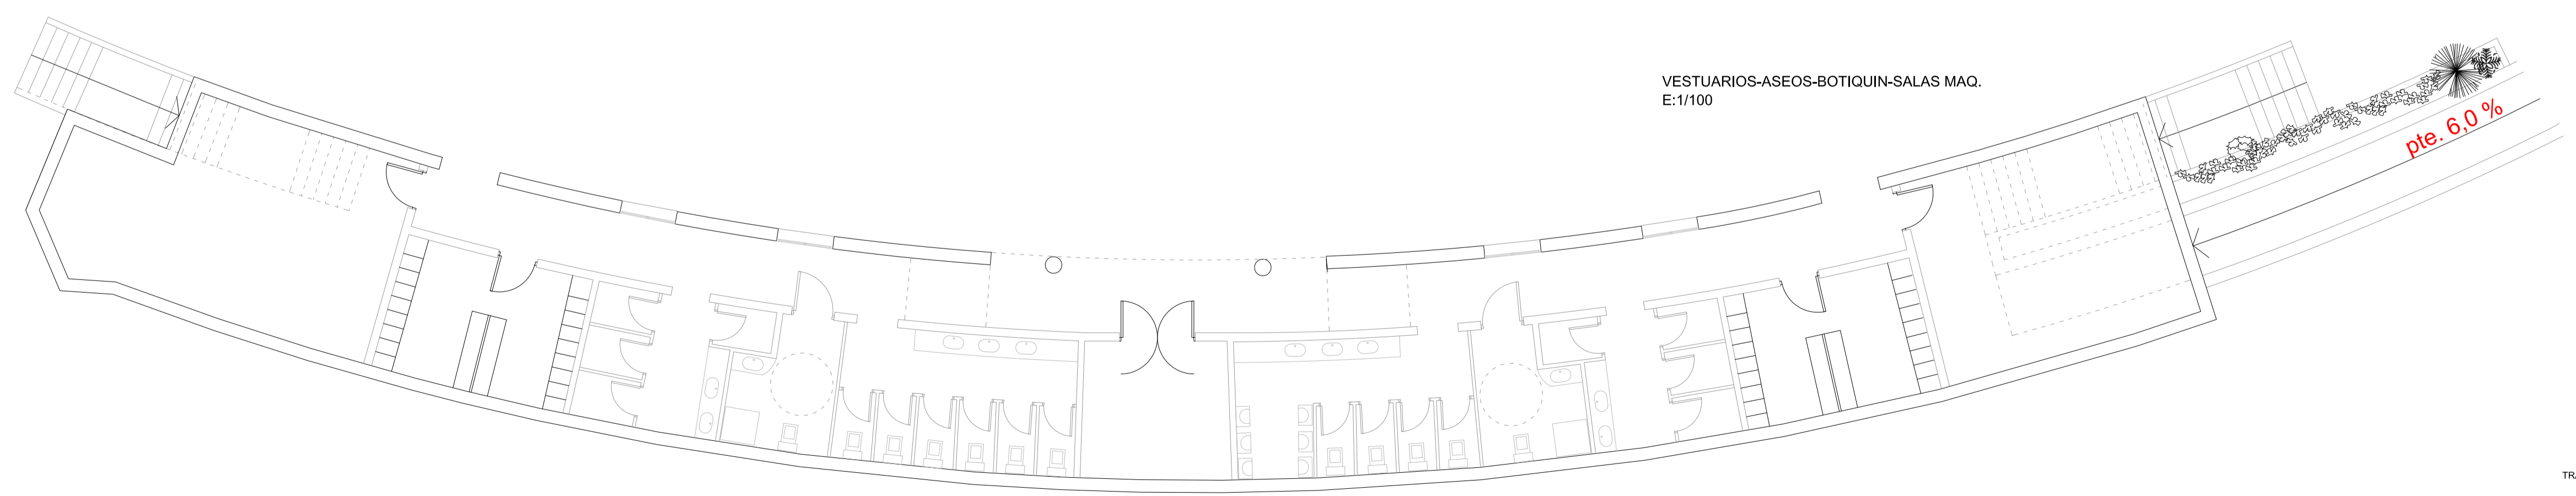 VESTUARIOS-ASEOS-BOTIQUIN-SALAS MAQ.
E:1/100
pte. 6,0 %